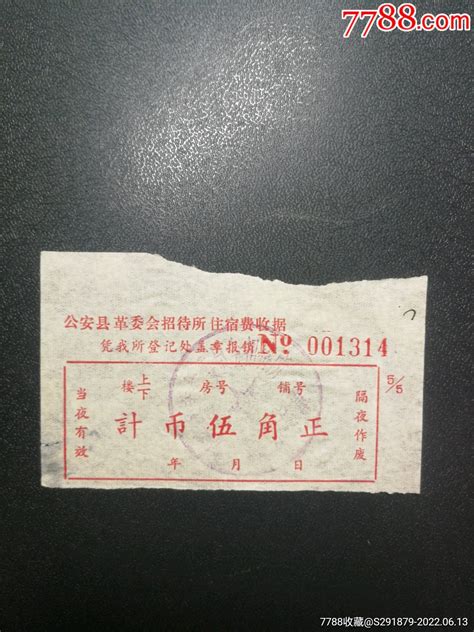 7788.com
公安县革委会招待所住宿费收据
凭我所登记处盖章报销 No 001314
5/5
当夜有效
楼上下 房号 铺号
計币伍角正
年 月 日
隔夜作废
7788收藏@S291879-2022.06.13